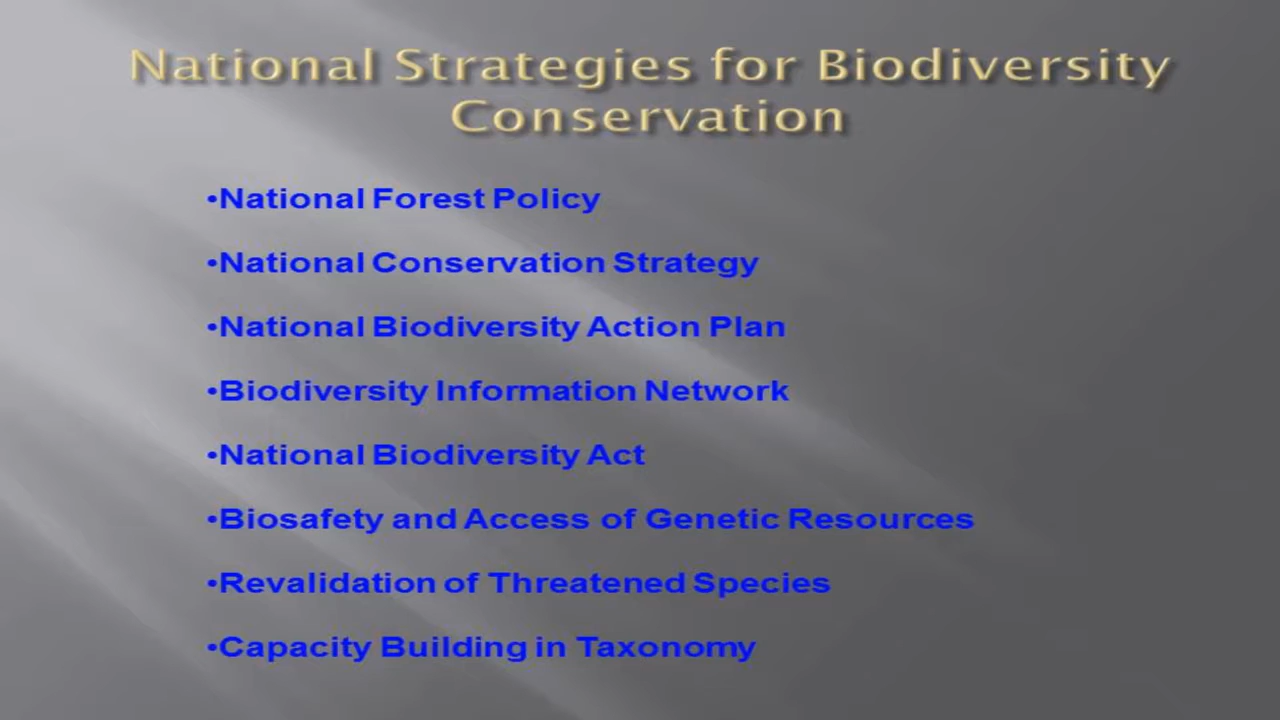 National Strategies for Biodiversity
Conservation
•National Forest Policy
•National Conservation Strategy
•National Biodiversity Action Plan
•Biodiversity Information Network
•National Biodiversity Act
•Biosafety and Access of Genetic Resources
•Revalidation of Threatened Species
•Capacity Building in Taxonomy